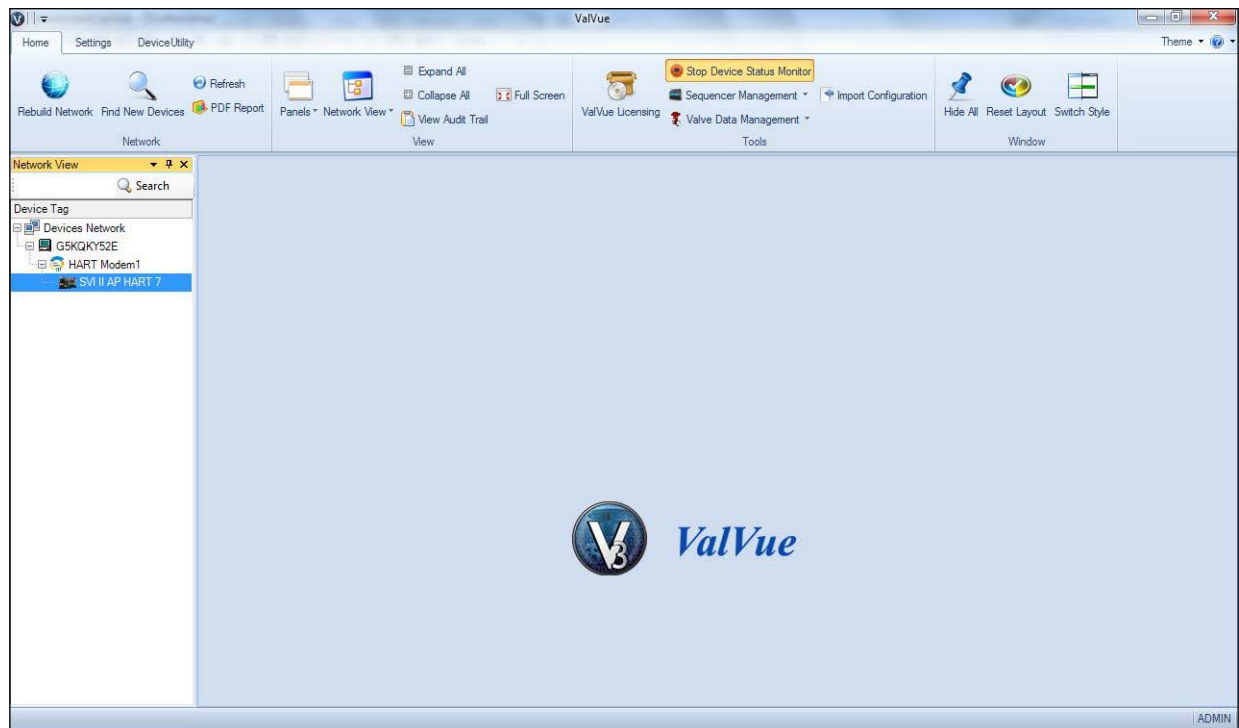 ValVue
Home Settings DeviceUtility Theme
Rebuild Network Find New Devices Refresh PDF Report
Network
Panels Network View Expand All Collapse All View Audit Trail Full Screen
View
ValVue Licensing Stop Device Status Monitor Sequencer Management Valve Data Management Import Configuration
Tools
Hide All Reset Layout Switch Style
Window
Network View
Search
Device Tag
Devices Network
G5KQKY52E
HART Modem1
SVI II AP HART 7
V3 ValVue
ADMIN